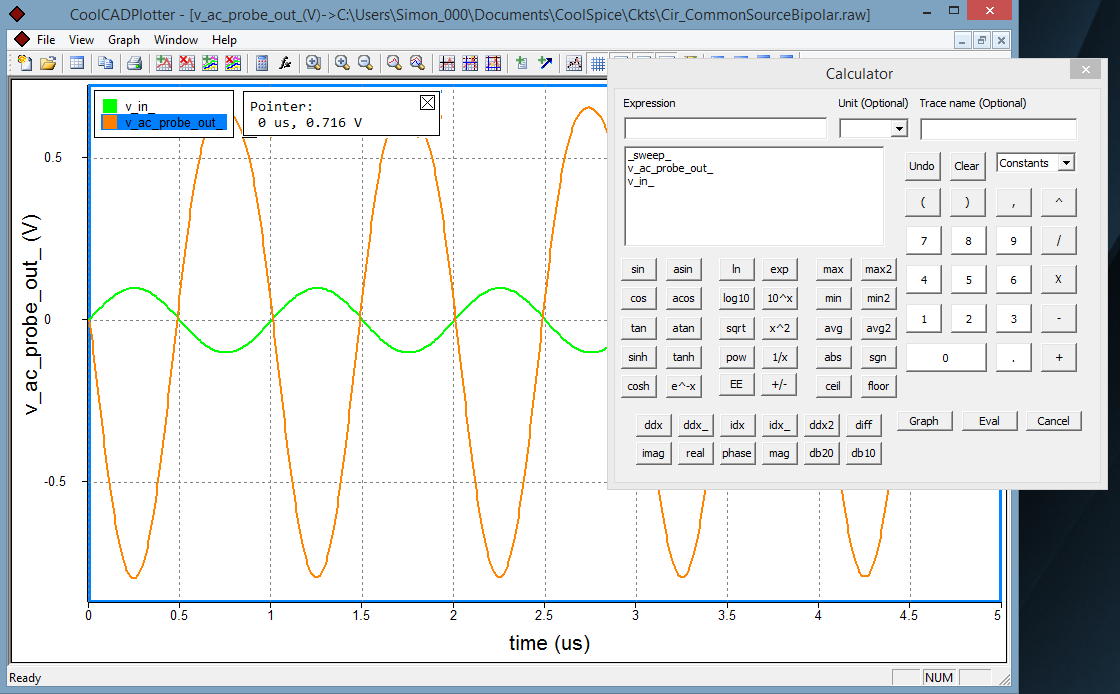 CoolCADPlotter - [v_ac_probe_out_(V)->C:\Users\Simon_000\Documents\CoolSpice\Ckts\Cir_CommonSourceBipolar.raw]
File View Graph Window Help
v_in_
v_ac_probe_out_
Pointer:
0 us, 0.716 V
v_ac_probe_out_ (V)
0.5
0
-0.5
0 0.5 1 1.5 2 2.5 3 3.5 4 4.5 5
time (us)
Ready
NUM
Calculator
Expression Unit (Optional) Trace name (Optional)
_sweep_
v_ac_probe_out_
v_in_
Undo Clear Constants
( ) , ^
7 8 9 /
4 5 6 X
1 2 3 -
0 . +
sin asin ln exp max max2
cos acos log10 10^x min min2
tan atan sqrt x^2 avg avg2
sinh tanh pow 1/x abs sgn
cosh e^-x EE +/- ceil floor
ddx ddx_ idx idx_ ddx2 diff
imag real phase mag db20 db10
Graph Eval Cancel